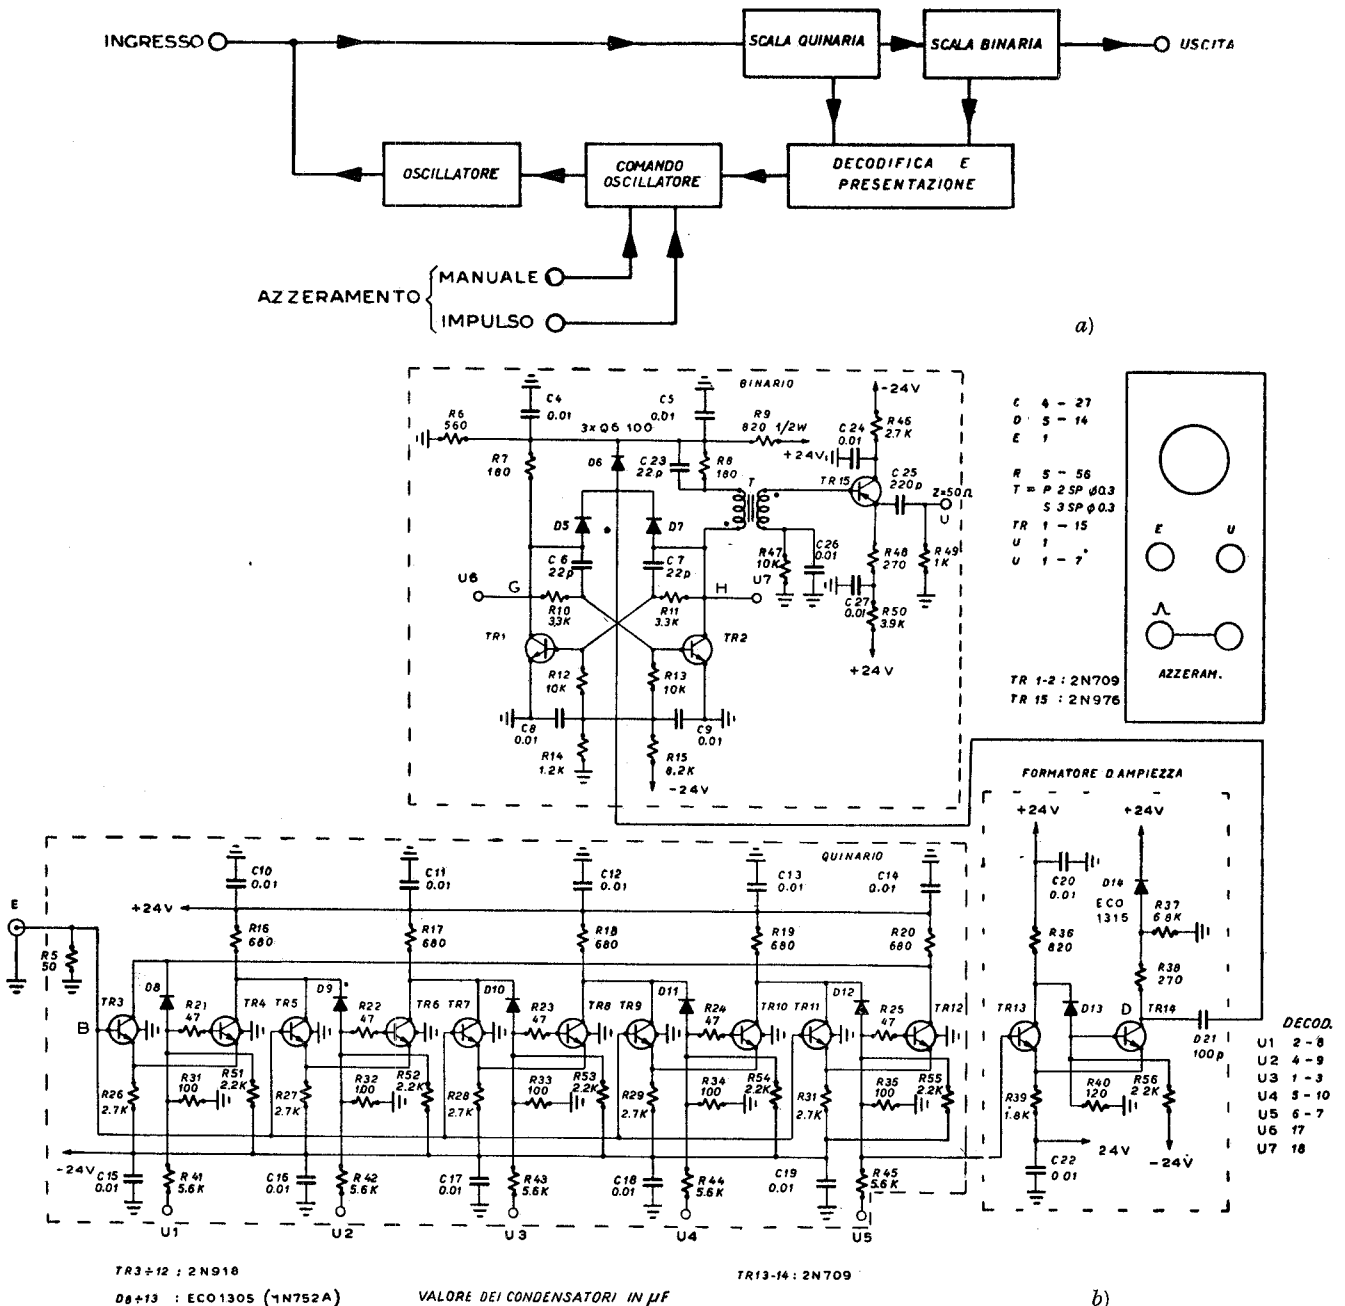 INGRESSO
SCALA QUINARIA
SCALA BINARIA
USCITA
OSCILLATORE
COMANDO
OSCILLATORE
DECODIFICA E
PRESENTAZIONE
AZZERAMENTO
MANUALE
IMPULSO
a)
BINARIO
C4
0.01
C5
0.01
R6
560
R7
180
3xQ6 100
D6
C23
22p
R8
180
R9
820 1/2W
+24V
C24
0.01
-24V
R46
2.7K
TR15
C25
220p
Z=50Ω
U
T
D5
D7
C6
22p
C7
22p
U6
G
R10
3,3K
R11
3.3K
H
U7
R47
10K
C26
0.01
R48
270
R49
1K
C27
0.01
R50
3.9K
+24V
TR1
TR2
R12
10K
R13
10K
C8
0.01
C9
0.01
R14
1.2K
R15
8.2K
-24V
C 4 - 27
D 5 - 14
E 1
R 5 - 56
T = P 2 SP φ0.3
S 3 SP φ0.3
TR 1 - 15
U 1
U 1 - 7
TR 1-2 : 2N709
TR 15 : 2N976
E
U
AZZERAM.
FORMATORE D'AMPIEZZA
+24V
+24V
C20
0.01
D14
ECO
1315
R37
68K
R36
820
R38
270
TR13
D13
D
TR14
D21
100p
R39
1.8K
R40
120
R56
2.2K
24V
-24V
C22
0.01
DECOD.
U1 2-8
U2 4-9
U3 1-3
U4 5-10
U5 6-7
U6 17
U7 18
QUINARIO
E
R5
50
+24V
C10
0.01
C11
0.01
C12
0.01
C13
0.01
C14
0.01
R16
680
R17
680
R18
680
R19
680
R20
680
B
TR3
D8
R21
47
TR4
TR5
D9
R22
47
TR6
TR7
D10
R23
47
TR8
TR9
D11
R24
47
TR10
TR11
D12
R25
47
TR12
R26
2.7K
R31
100
R51
2.2K
R27
2.7K
R32
100
R52
2.2K
R28
2.7K
R33
100
R53
2.2K
R29
2.7K
R34
100
R54
2.2K
R31
2.7K
R35
100
R55
2.2K
-24V
C15
0.01
R41
5.6K
C16
0.01
R42
5.6K
C17
0.01
R43
5.6K
C18
0.01
R44
5.6K
C19
0.01
R45
5.6K
U1
U2
U3
U4
U5
TR3÷12 : 2N918
TR13-14: 2N709
D8÷13 : ECO1305 (1N752A)
VALORE DEI CONDENSATORI IN µF
b)